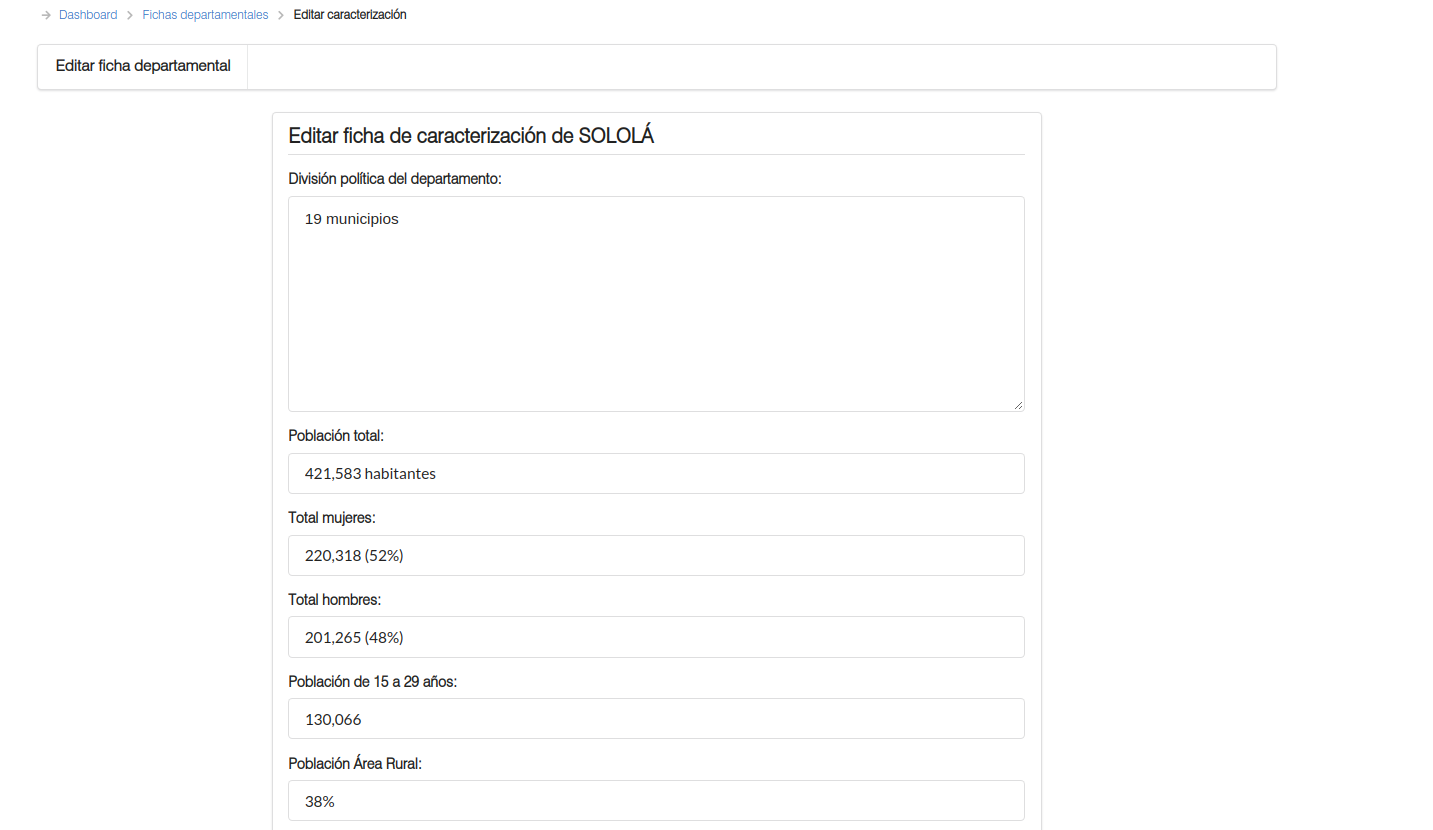 Dashboard Fichas departamentales Editar caracterización
Editar ficha departamental
Editar ficha de caracterización de SOLOLÁ
División política del departamento:
19 municipios
Población total:
421,583 habitantes
Total mujeres:
220,318 (52%)
Total hombres:
201,265 (48%)
Población de 15 a 29 años:
130,066
Población Área Rural:
38%